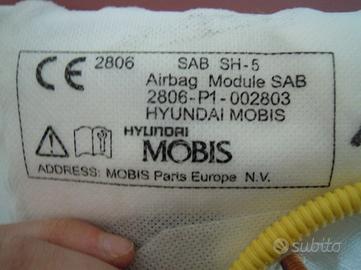 CE 2806 SAB SH-5
Airbag Module SAB
2806-P1-002803
HYUNDAI MOBIS
HYUNDAI
MOBIS
ADDRESS: MOBIS Parts Europe N.V.
subito